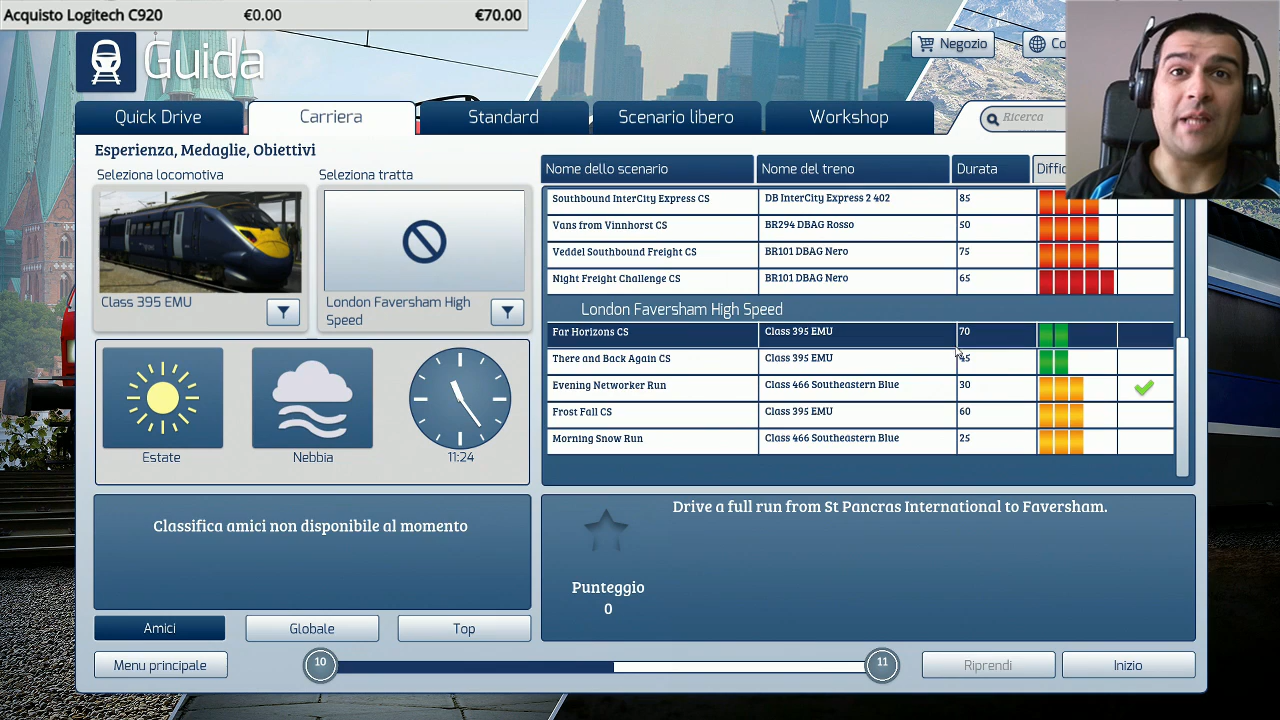 Acquisto Logitech C920 €0.00 €70.00
Guida
Negozio
Co
Quick Drive Carriera Standard Scenario libero Workshop
Ricerca
Esperienza, Medaglie, Obiettivi
Seleziona locomotiva Seleziona tratta
Class 395 EMU
London Faversham High
Speed
Estate Nebbia 11:24
Classifica amici non disponibile al momento
Amici Globale Top
Nome dello scenario Nome del treno Durata Diffic
Southbound InterCity Express CS DB InterCity Express 2 402 85
Vans from Vinnhorst CS BR294 DBAG Rosso 50
Veddel Southbound Freight CS BR101 DBAG Nero 75
Night Freight Challenge CS BR101 DBAG Nero 65
London Faversham High Speed
Far Horizons CS Class 395 EMU 70
There and Back Again CS Class 395 EMU 45
Evening Networker Run Class 466 Southeastern Blue 30
Frost Fall CS Class 395 EMU 60
Morning Snow Run Class 466 Southeastern Blue 25
Drive a full run from St Pancras International to Faversham.
Punteggio
0
Menu principale 10 11 Riprendi Inizio